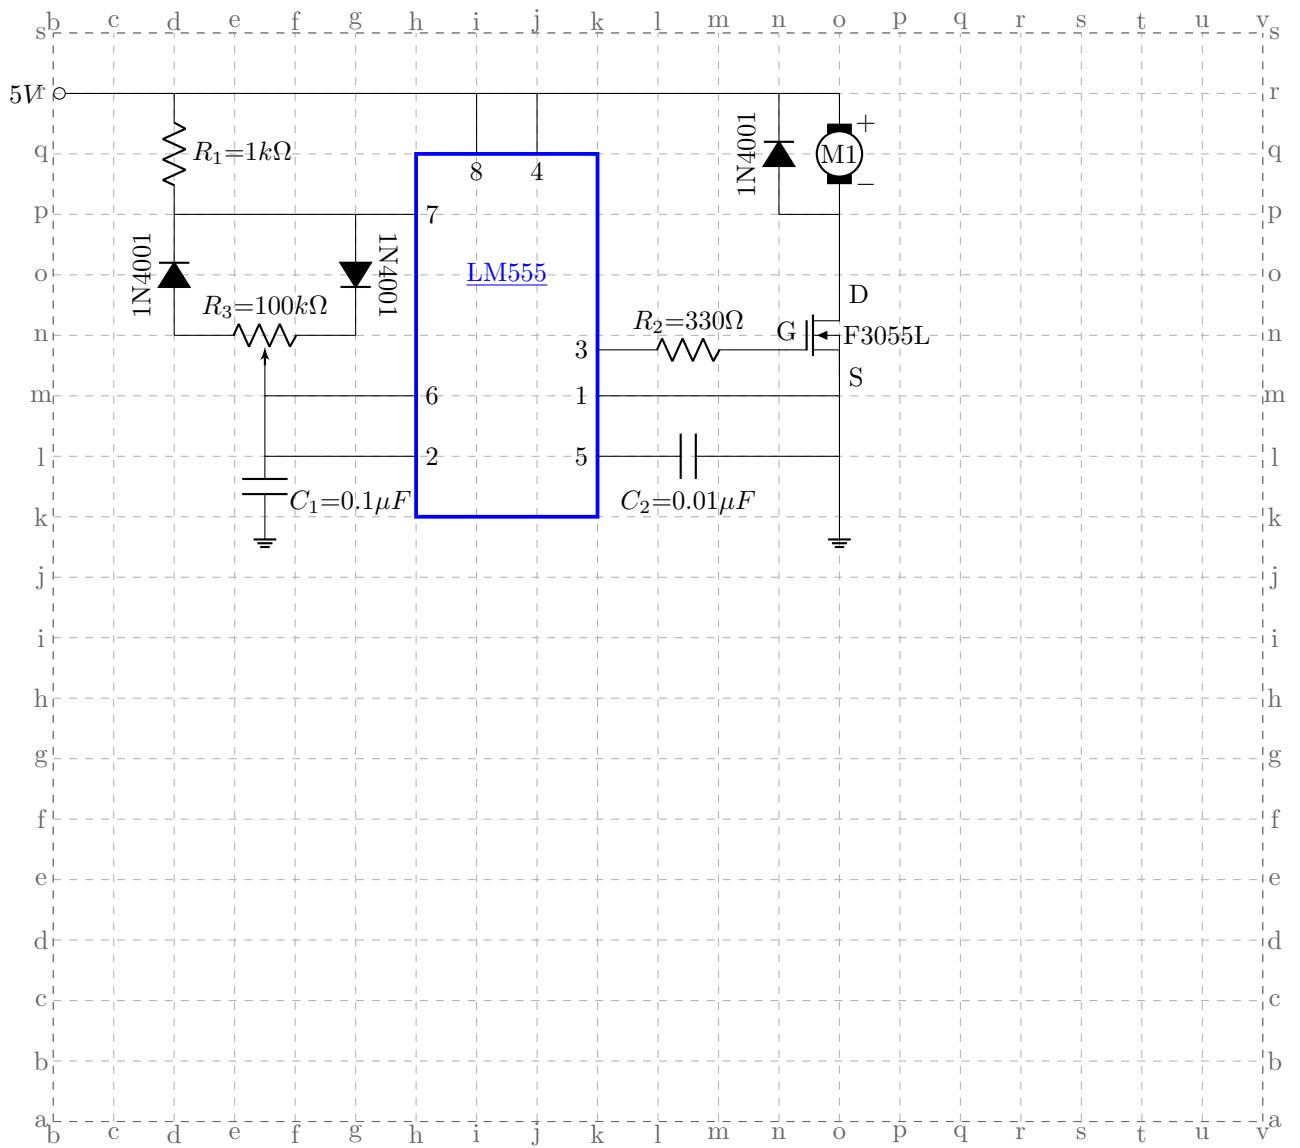 b c d e f g h i j k l m n o p q r s t u v
s s
5V r r
1N4001 + M1 −
q R₁=1kΩ 8 4 q
p 7 p
1N4001 1N4001
o LM555 o
R₃=100kΩ D
R₂=330Ω
n G F3055L n
3 S
m 6 1 m
l 2 5 l
C₁=0.1μF C₂=0.01μF
k k
j j
i i
h h
g g
f f
e e
d d
c c
b b
a a
b c d e f g h i j k l m n o p q r s t u v